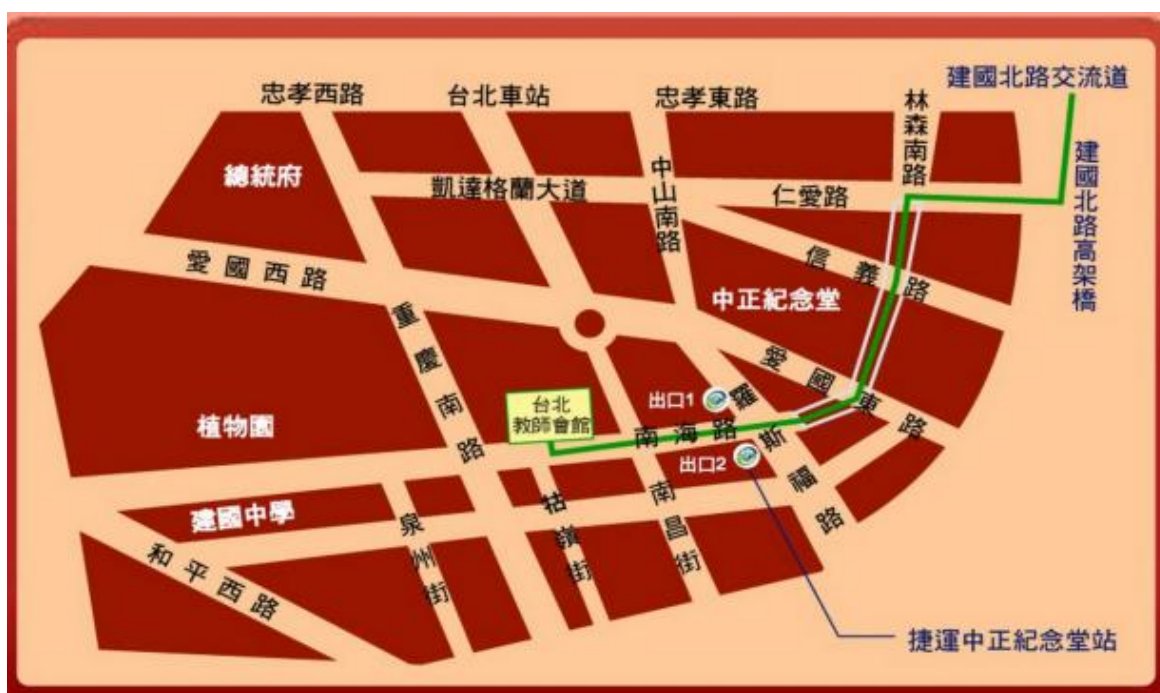 建國北路交流道
忠孝西路
台北車站
忠孝東路
林森南路
建國北路高架橋
總統府
凱達格蘭大道
中山南路
仁愛路
愛國西路
信義路
中正紀念堂
重慶南路
愛國東路
植物園
台北
教師會館
出口1
羅斯福路
南海路
出口2
建國中學
泉州街
牯嶺街
南昌街
和平西路
捷運中正紀念堂站